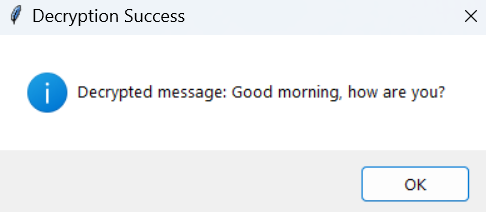 Decryption Success
Decrypted message: Good morning, how are you?
OK